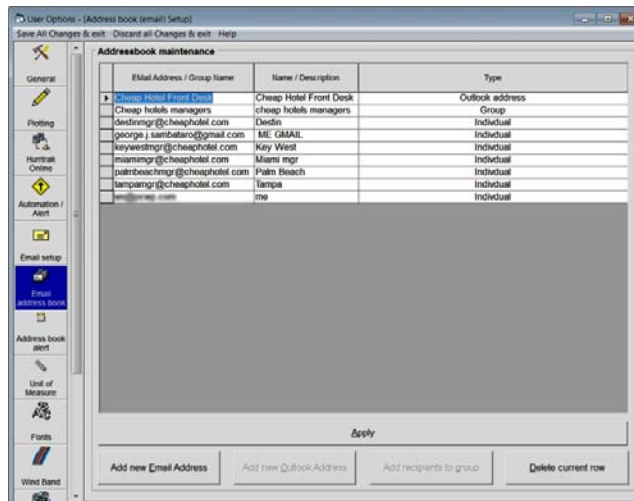 User Options - [Address book (email) Setup]
Save All Changes & exit Discard all Changes & exit Help
General
Plotting
Hurrtrak
Online
Automation /
Alert
Email setup
Email
address book
Address book
alert
Unit of
Measure
Fonts
Wind Band
Addressbook maintenance
EMail Address / Group Name Name / Description Type
Cheap Hotel Front Desk Cheap Hotel Front Desk Outlook address
Cheap hotels managers cheap hotels managers Group
destinmgr@cheaphotel.com Destin Indivdual
george.j.sambataro@gmail.com ME GMAIL Indivdual
keywestmgr@cheaphotel.com Key West Indivdual
miamimgr@cheaphotel.com Miami mgr Indivdual
palmbeachmgr@cheaphotel.com Palm Beach Indivdual
tampamgr@cheaphotel.com Tampa Indivdual
me Indivdual
Apply
Add new Email Address Add new Outlook Address Add recipients to group Delete current row